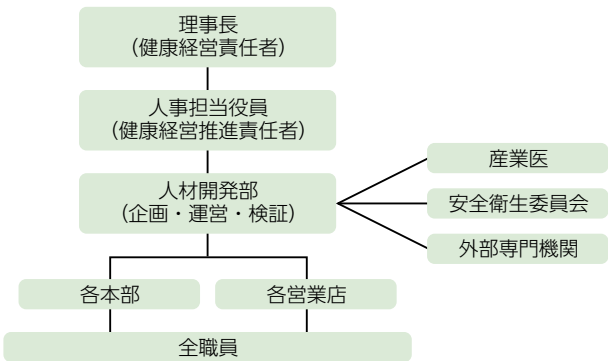 理事長
（健康経営責任者）
人事担当役員
（健康経営推進責任者）
人材開発部
（企画・運営・検証）
産業医
安全衛生委員会
外部専門機関
各本部
各営業店
全職員